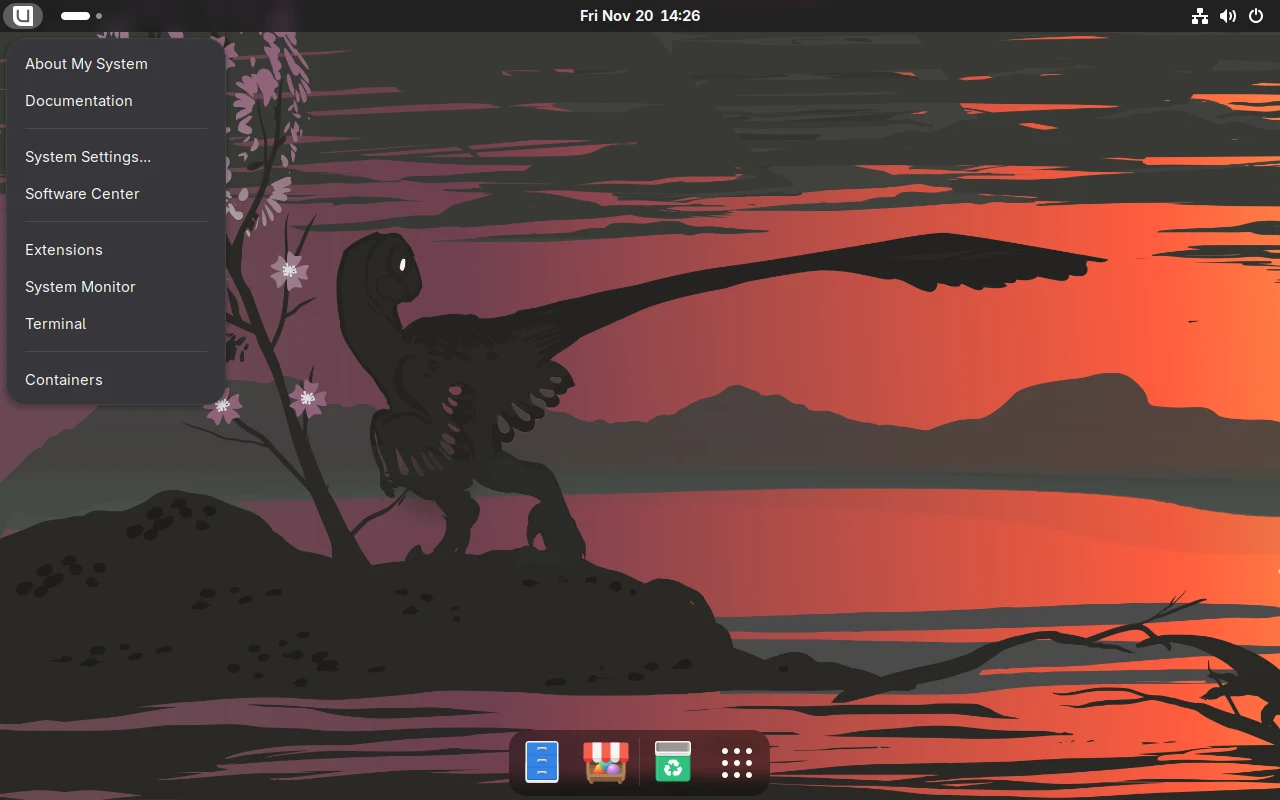 Fri Nov 20 14:26
About My System
Documentation
System Settings...
Software Center
Extensions
System Monitor
Terminal
Containers